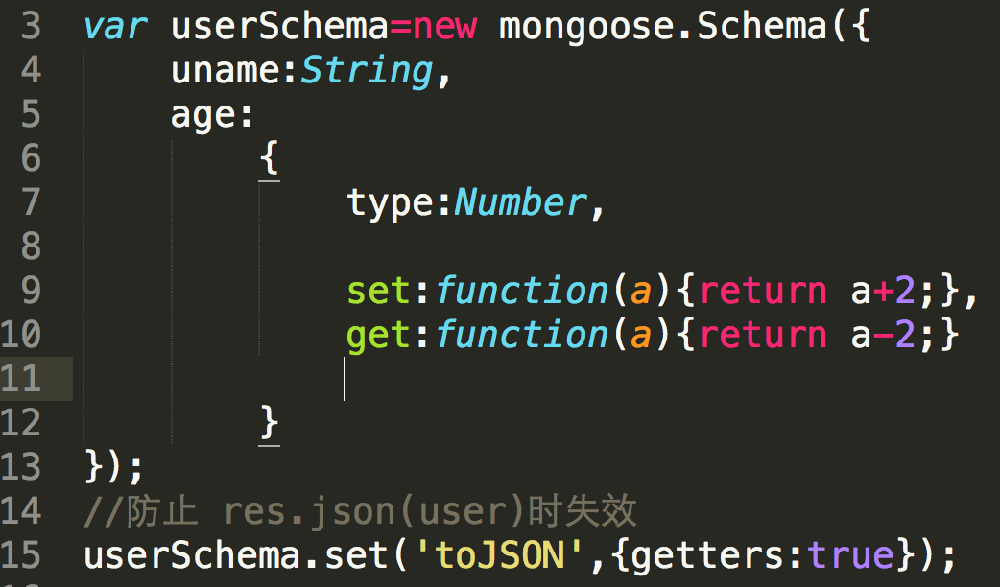 3 var userSchema=new mongoose.Schema({
4 uname:String,
5 age:
6 {
7 type:Number,
8
9 set:function(a){return a+2;},
10 get:function(a){return a-2;}
11
12 }
13 });
14 //防止 res.json(user)时失效
15 userSchema.set('toJSON',{getters:true});